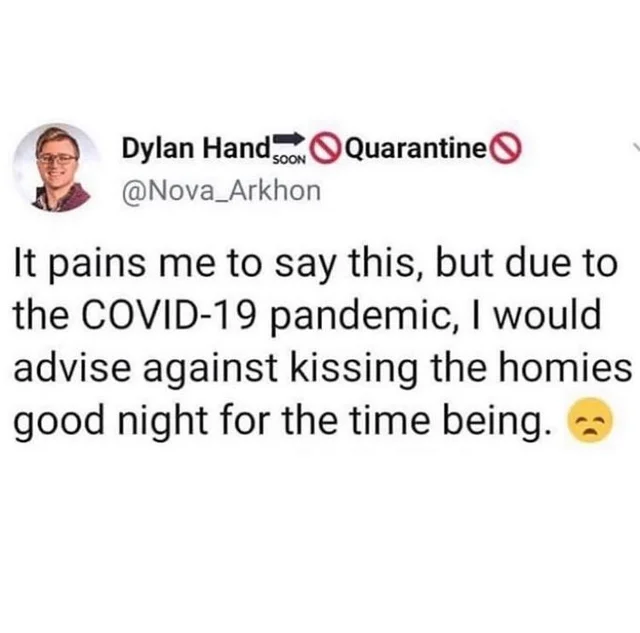 Dylan Hand🔜🚫Quarantine🚫
@Nova_Arkhon
It pains me to say this, but due to
the COVID-19 pandemic, I would
advise against kissing the homies
good night for the time being. 😞